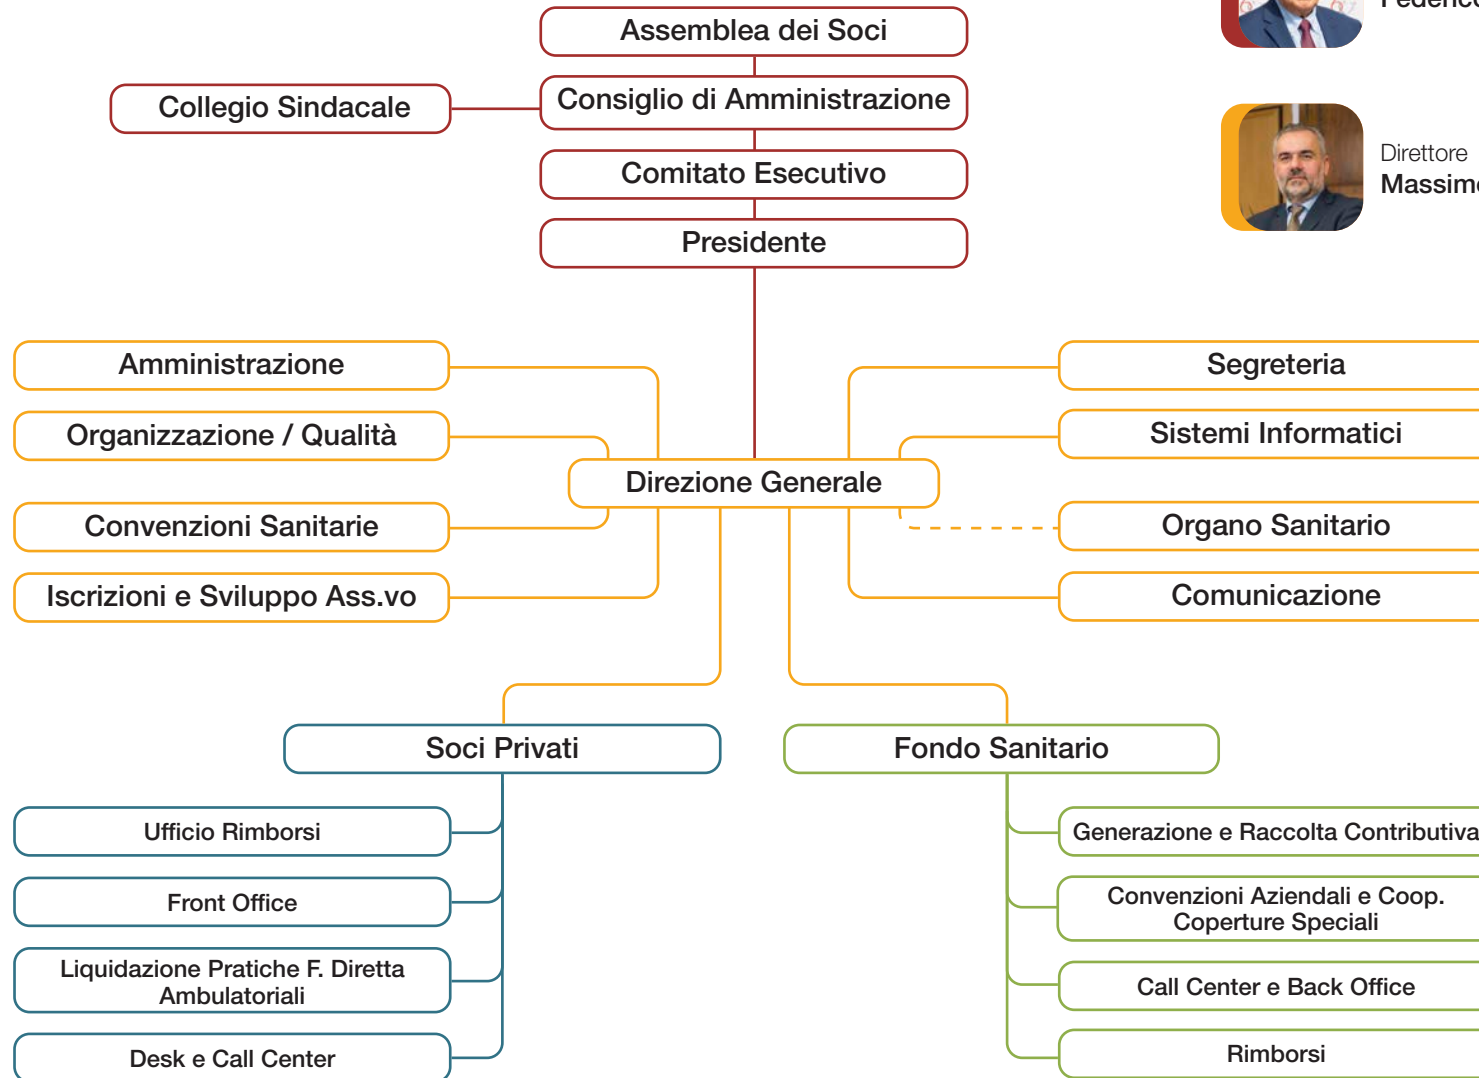 Assemblea dei Soci
Collegio Sindacale
Consiglio di Amministrazione
Comitato Esecutivo
Presidente
Direttore
Amministrazione
Organizzazione / Qualità
Convenzioni Sanitarie
Iscrizioni e Sviluppo Ass.vo
Direzione Generale
Segreteria
Sistemi Informatici
Organo Sanitario
Comunicazione
Soci Privati
Ufficio Rimborsi
Front Office
Liquidazione Pratiche F. Diretta
Ambulatoriali
Desk e Call Center
Fondo Sanitario
Generazione e Raccolta Contributiva
Convenzioni Aziendali e Coop.
Coperture Speciali
Call Center e Back Office
Rimborsi